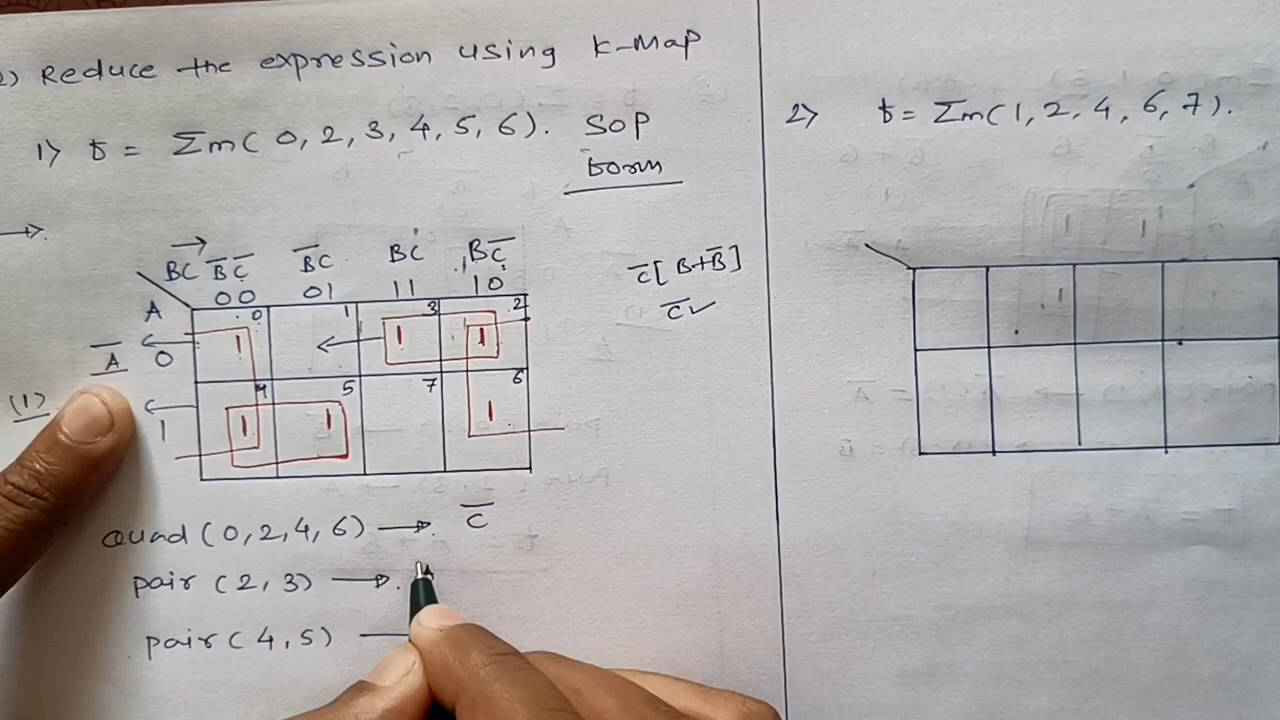 2) Reduce the expression using K-Map
1) f = Σm( 0, 2, 3, 4, 5, 6). SOP
form
BC B̅C̅ B̅C BC BC̅
00 01 11 10
A
A̅ 0
0 1 3 2
1 1 1
(1) 1
4 5 7 6
1 1 1
C̅[B+B̅]
C̅✓
Quad (0,2,4,6) → C̅
pair (2,3) →
pair (4,5)
2) f = Σm(1, 2, 4, 6, 7).